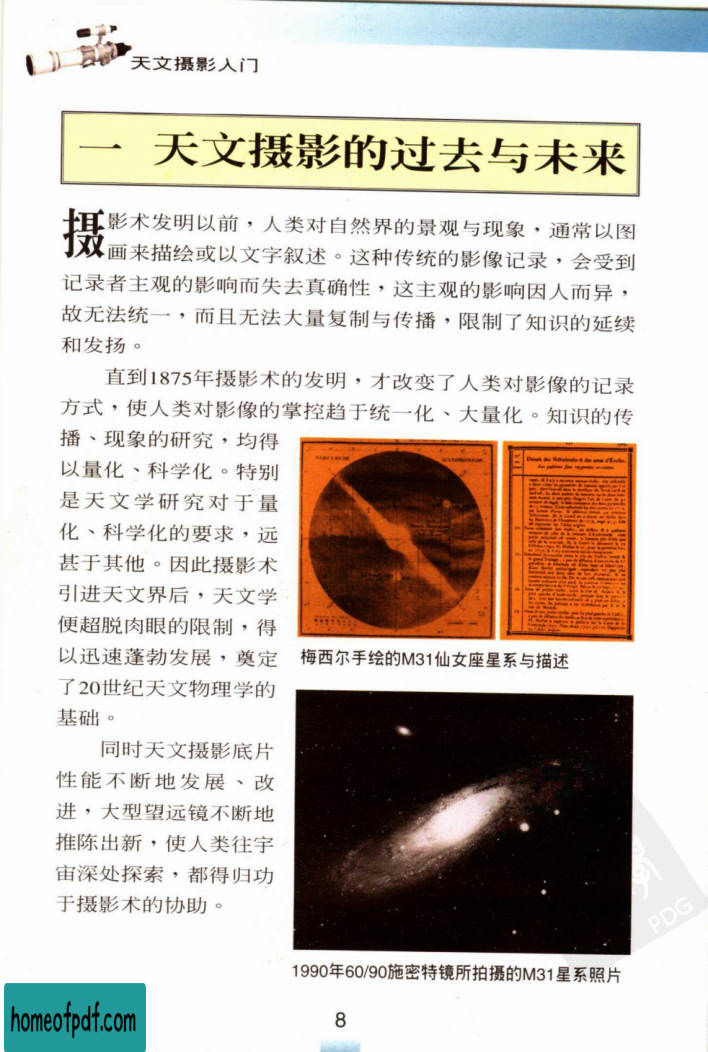 天文摄影入门
一 天文摄影的过去与未来
摄影术发明以前，人类对自然界的景观与现象，通常以图
画来描绘或以文字叙述。这种传统的影像记录，会受到
记录者主观的影响而失去真确性，这主观的影响因人而异，
故无法统一，而且无法大量复制与传播，限制了知识的延续
和发扬。
直到1875年摄影术的发明，才改变了人类对影像的记录
方式，使人类对影像的掌控趋于统一化、大量化。知识的传
播、现象的研究，均得
以量化、科学化。特别
是天文学研究对于量
化、科学化的要求，远
甚于其他。因此摄影术
引进天文界后，天文学
便超脱肉眼的限制，得
以迅速蓬勃发展，奠定
了20世纪天文物理学的
基础。
同时天文摄影底片
性能不断地发展、改
进，大型望远镜不断地
推陈出新，使人类往宇
宙深处探索，都得归功
于摄影术的协助。
梅西尔手绘的M31仙女座星系与描述
1990年60/90施密特镜所拍摄的M31星系照片
PDG
homeofpdf.com
8